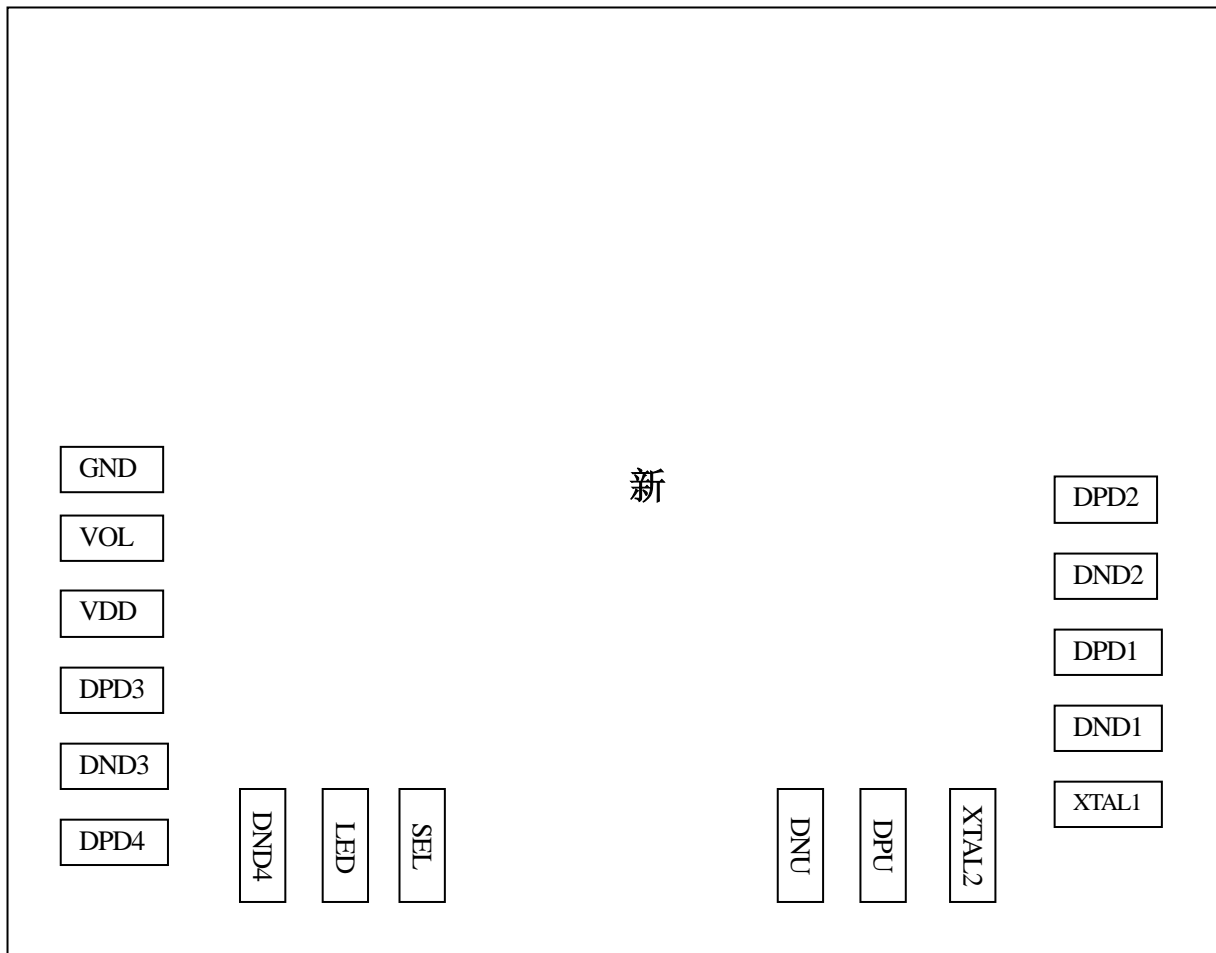 GND
VOL
VDD
DPD3
DND3
DPD4
DND4
LED
SEL
新
DNU
DPU
XTAL2
DPD2
DND2
DPD1
DND1
XTAL1